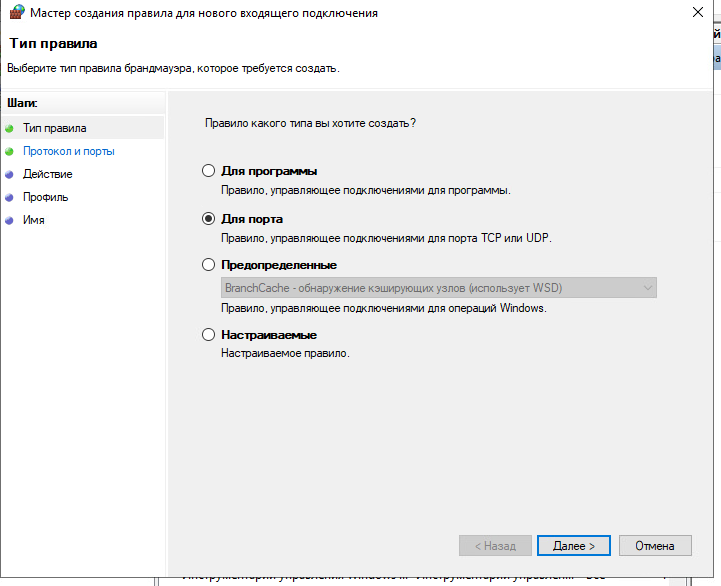 Мастер создания правила для нового входящего подключения
Тип правила
Выберите тип правила брандмауэра, которое требуется создать.
Шаги:
Тип правила
Протокол и порты
Действие
Профиль
Имя
Правило какого типа вы хотите создать?
Для программы
Правило, управляющее подключениями для программы.
Для порта
Правило, управляющее подключениями для порта TCP или UDP.
Предопределенные
BranchCache - обнаружение кэширующих узлов (использует WSD)
Правило, управляющее подключениями для операций Windows.
Настраиваемые
Настраиваемое правило.
< Назад
Далее >
Отмена